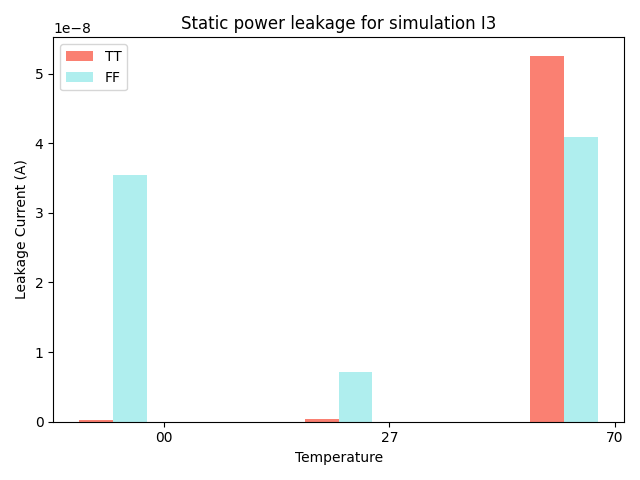 Static power leakage for simulation I3
1e−8
TT
FF
5
4
3
2
1
0
Leakage Current (A)
00 27 70
Temperature